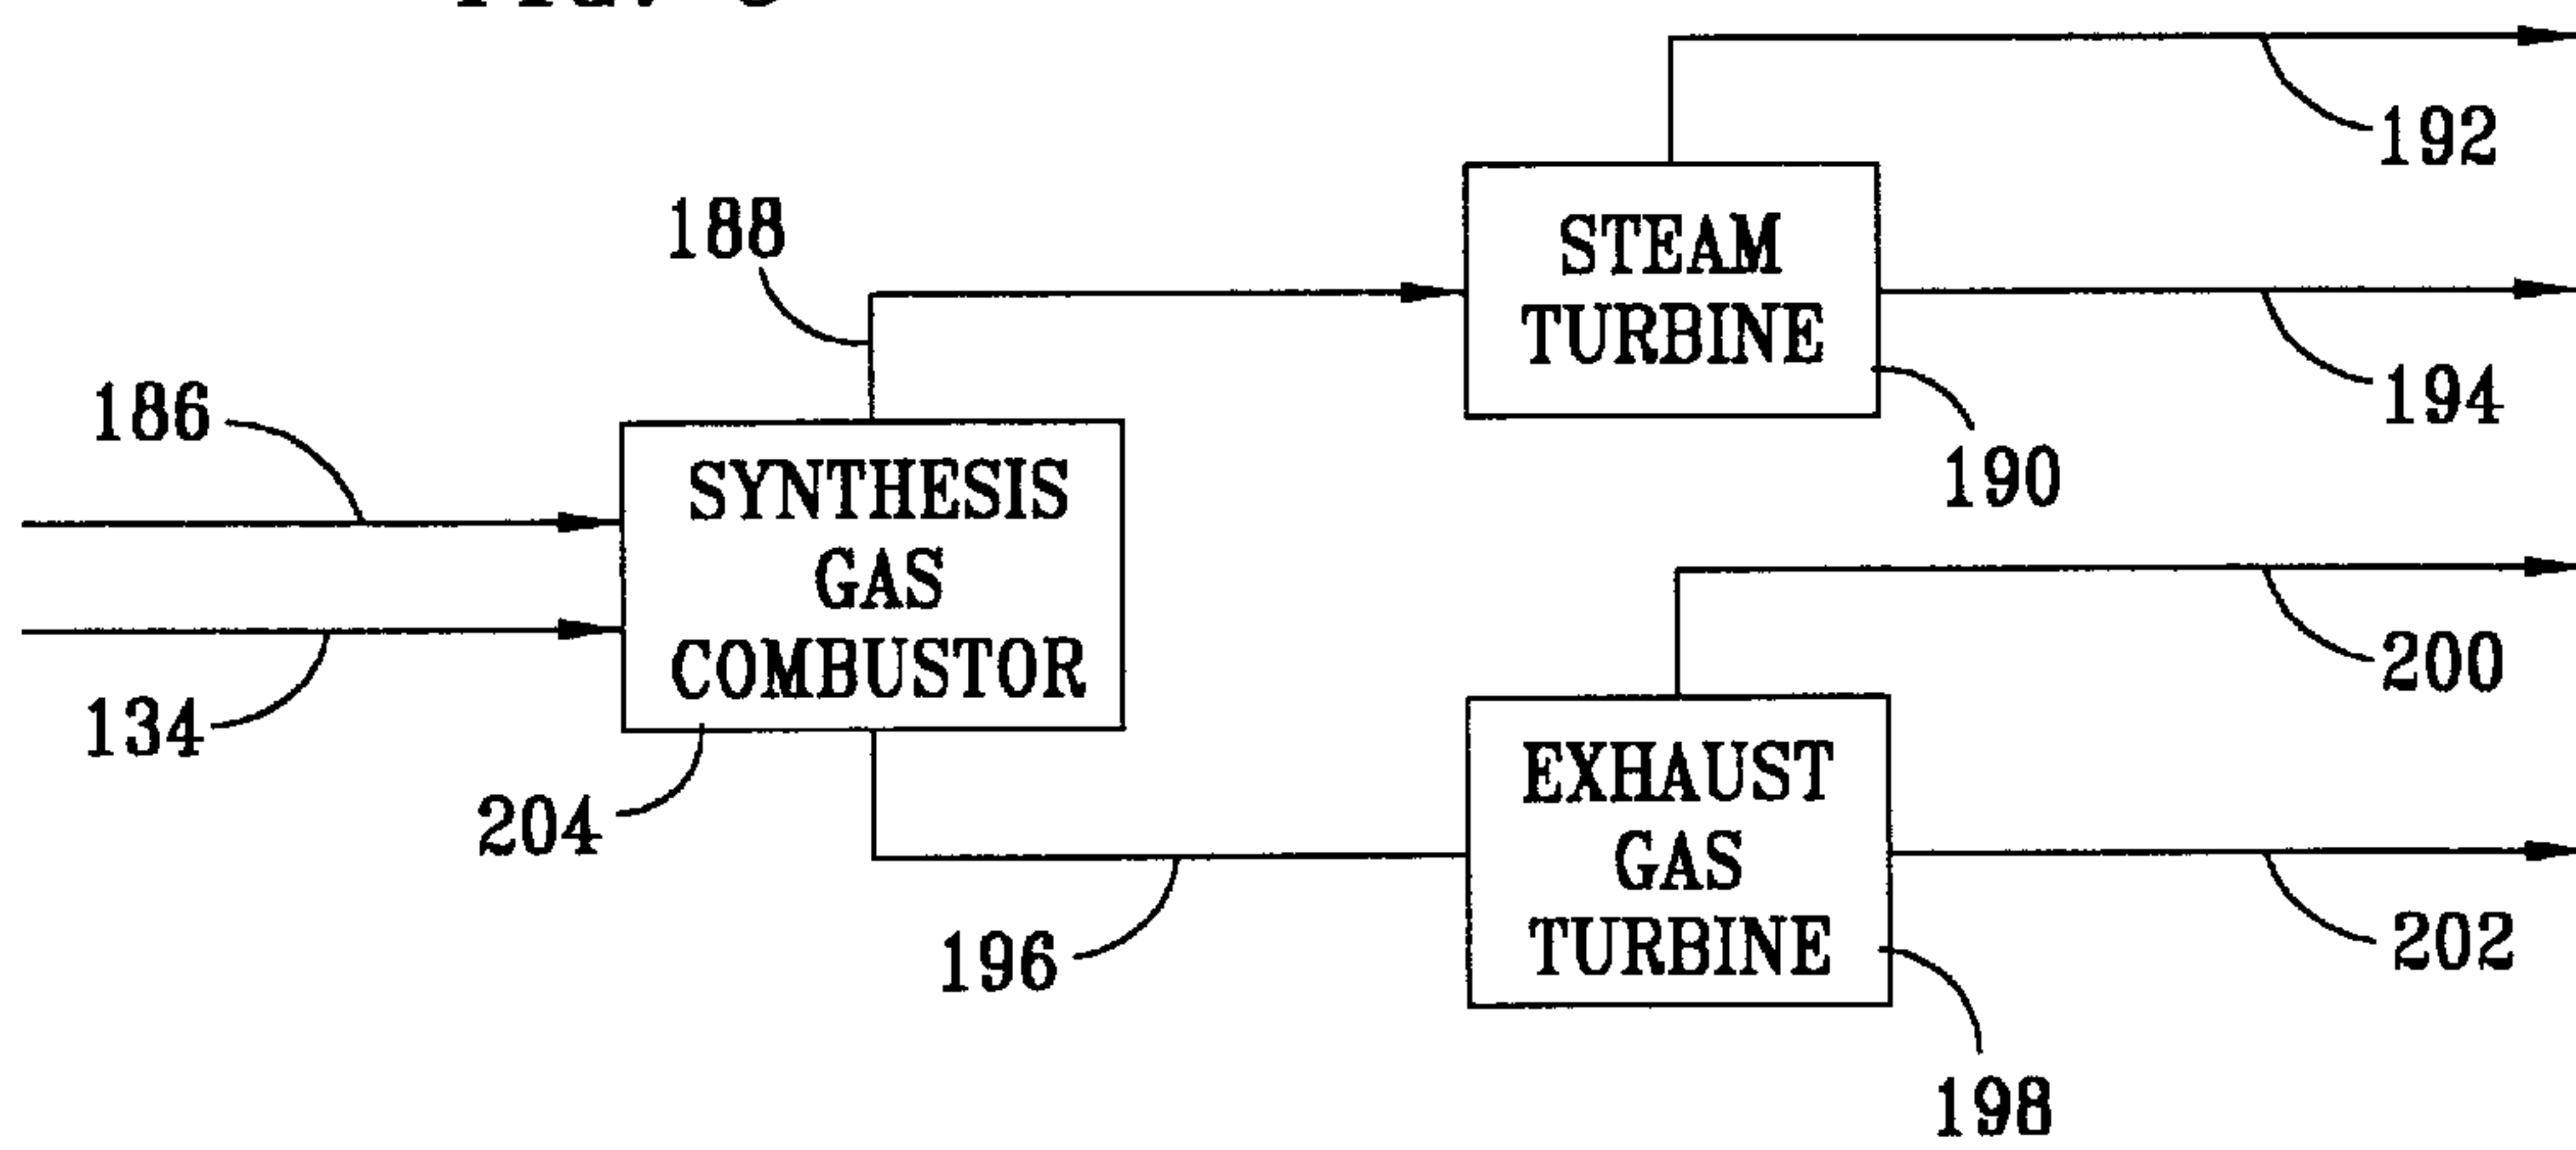 192
188
STEAM
TURBINE
194
190
186
SYNTHESIS
GAS
COMBUSTOR
134
204
200
EXHAUST
GAS
TURBINE
196
202
198